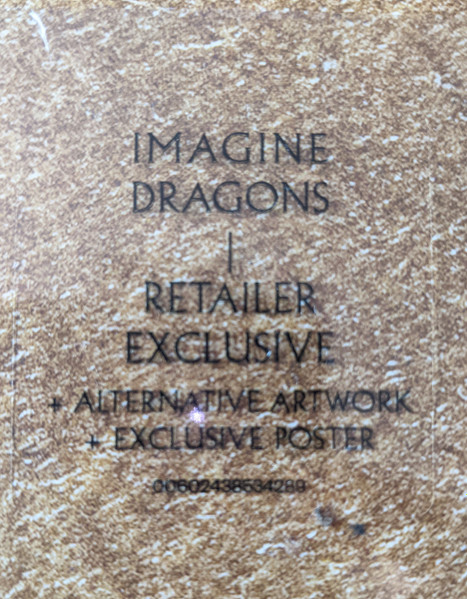 IMAGINE
DRAGONS
|
RETAILER
EXCLUSIVE
+ ALTERNATIVE ARTWORK
+ EXCLUSIVE POSTER
00602438534289